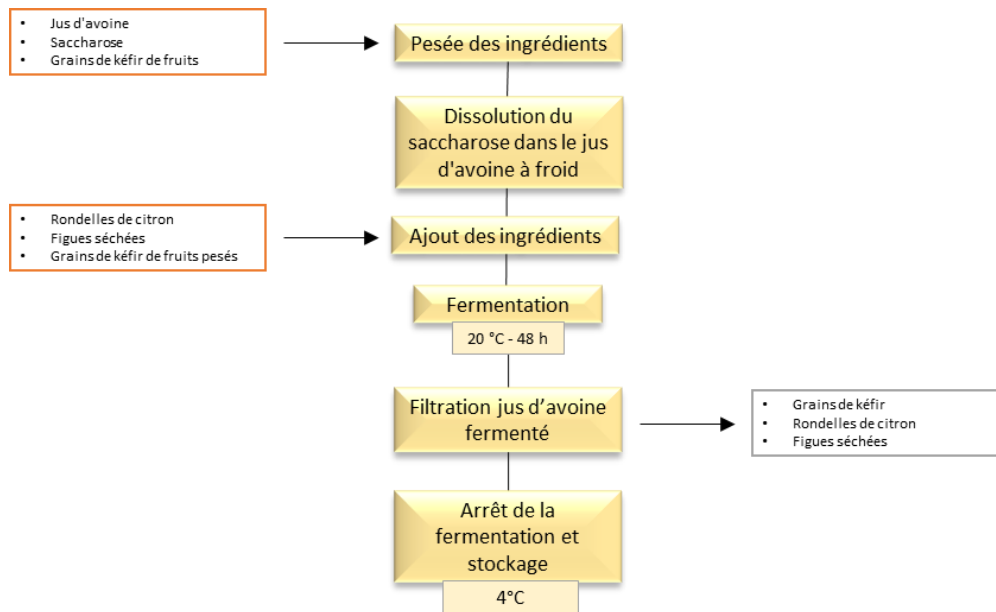 • Jus d'avoine
• Saccharose
• Grains de kéfir de fruits
Pesée des ingrédients
Dissolution du
saccharose dans le jus
d'avoine à froid
• Rondelles de citron
• Figues séchées
• Grains de kéfir de fruits pesés
Ajout des ingrédients
Fermentation
20 °C - 48 h
Filtration jus d’avoine
fermenté
• Grains de kéfir
• Rondelles de citron
• Figues séchées
Arrêt de la
fermentation et
stockage
4°C